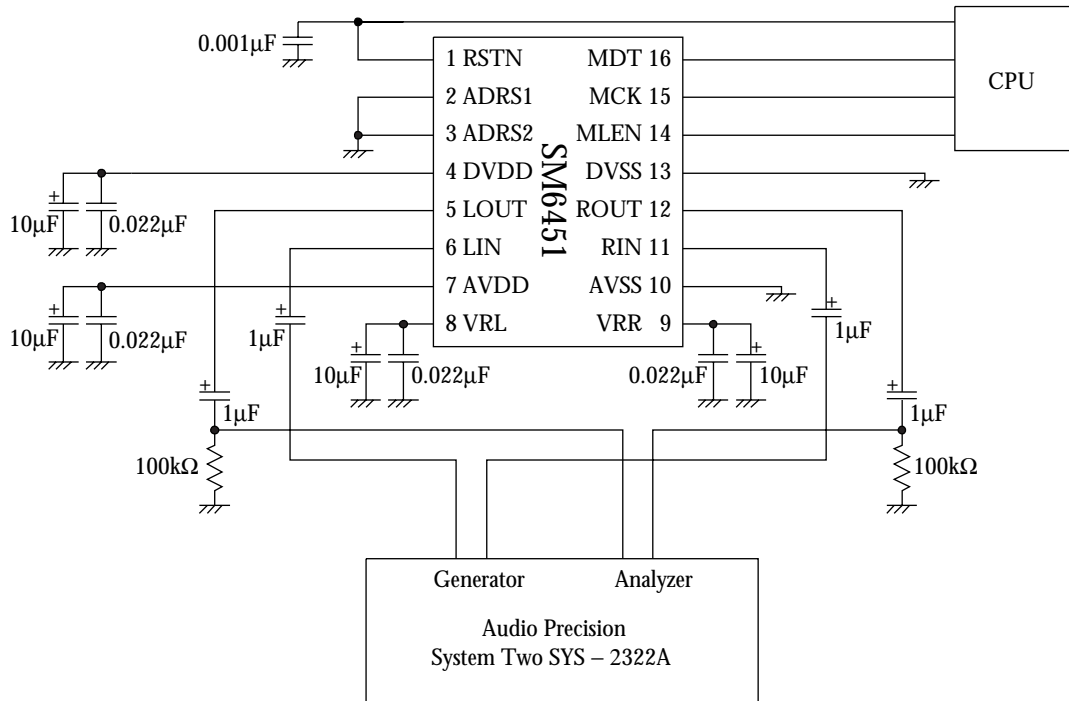 0.001µF
1 RSTN MDT 16
CPU
2 ADRS1 MCK 15
3 ADRS2 MLEN 14
SM6451
4 DVDD DVSS 13
+
10µF
0.022µF
5 LOUT ROUT 12
6 LIN RIN 11
7 AVDD AVSS 10
+
10µF
0.022µF
+
1µF
+
1µF
8 VRL VRR 9
+
10µF
0.022µF
0.022µF
+
10µF
+
1µF
+
1µF
100kΩ
100kΩ
Generator Analyzer
Audio Precision
System Two SYS – 2322A